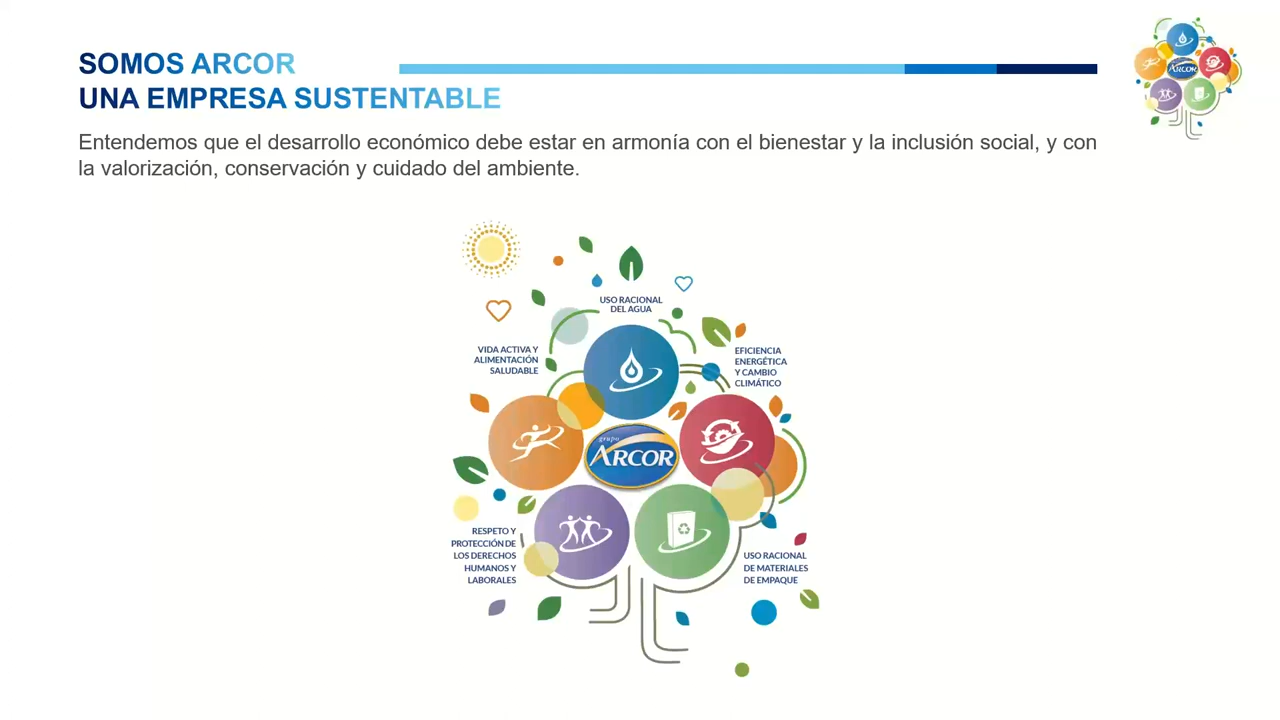 SOMOS ARCOR
UNA EMPRESA SUSTENTABLE
ARCOR
Entendemos que el desarrollo económico debe estar en armonía con el bienestar y la inclusión social, y con
la valorización, conservación y cuidado del ambiente.
USO RACIONAL
DEL AGUA
VIDA ACTIVA Y
ALIMENTACIÓN
SALUDABLE
EFICIENCIA
ENERGÉTICA
Y CAMBIO
CLIMÁTICO
grupo
ARCOR
RESPETO Y
PROTECCIÓN DE
LOS DERECHOS
HUMANOS Y
LABORALES
USO RACIONAL
DE MATERIALES
DE EMPAQUE